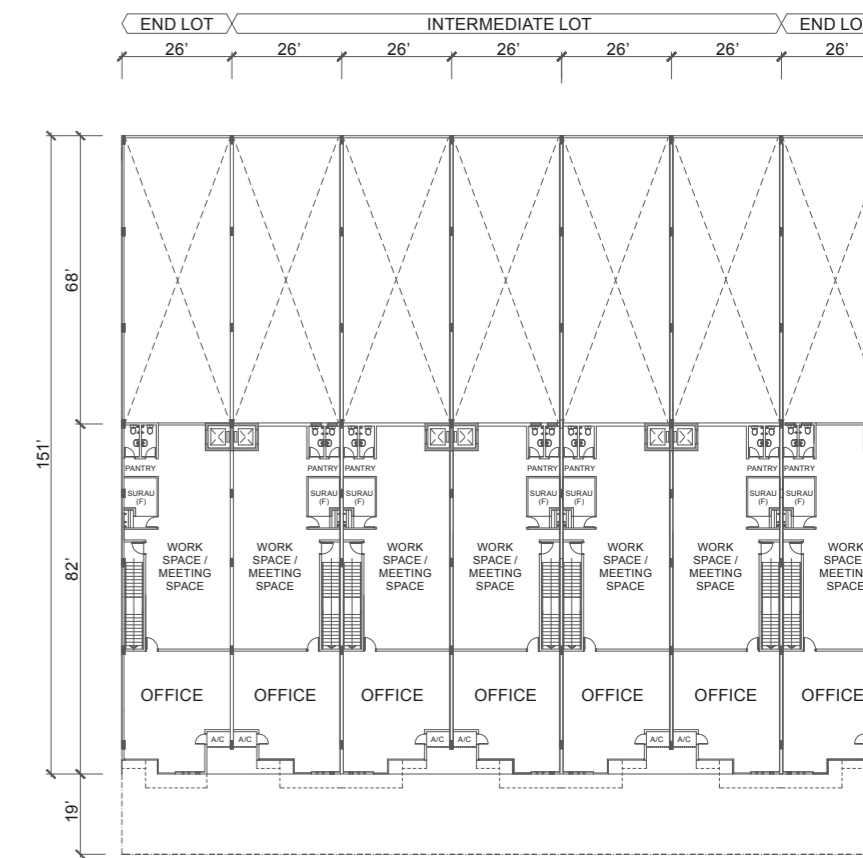 END LOT
INTERMEDIATE LOT
END LO
26’ 26’ 26’ 26’ 26’ 26’ 26’
68’
151’
82’
19’
PANTRY PANTRY PANTRY PANTRY PANTRY PANTRY PANTRY
SURAU SURAU SURAU SURAU SURAU SURAU SURAU
(F) (F) (F) (F) (F) (F) (F)
WORK WORK WORK WORK WORK WORK WORK
SPACE / SPACE / SPACE / SPACE / SPACE / SPACE / SPACE
MEETING MEETING MEETING MEETING MEETING MEETING MEETIN
SPACE SPACE SPACE SPACE SPACE SPACE SPACE
OFFICE OFFICE OFFICE OFFICE OFFICE OFFICE OFFICE
A/C A/C A/C A/C A/C A/C